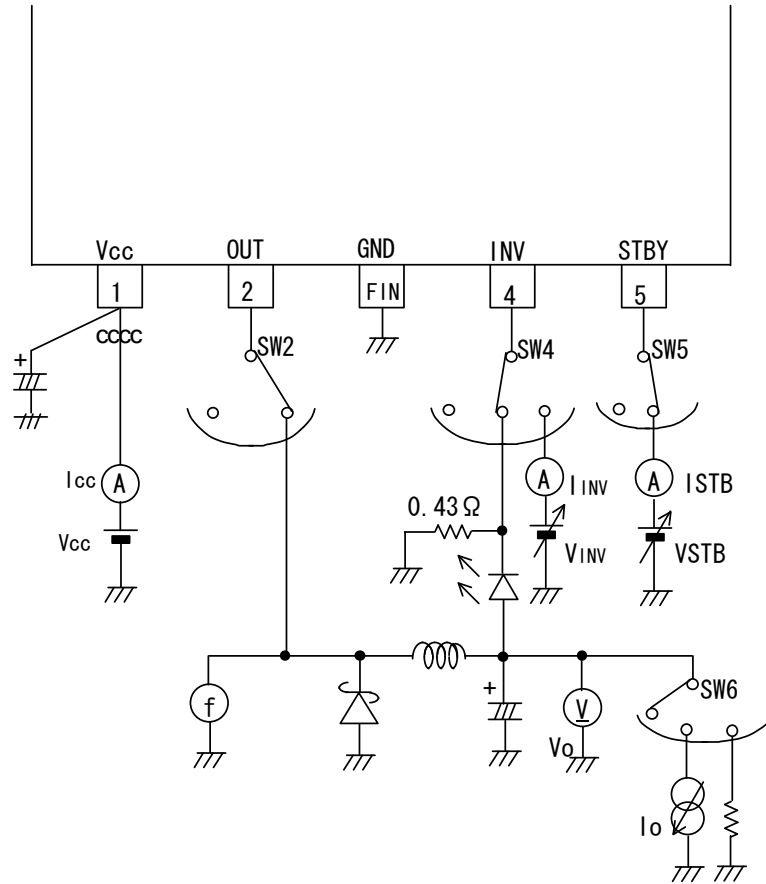 Vcc OUT GND INV STBY
1 2 FIN 4 5
CCCC
+
SW2 SW4 SW5
Icc A
A IINV
A ISTB
0.43Ω
Vcc
VINV
VSTB
f
+
V
Vo
SW6
Io